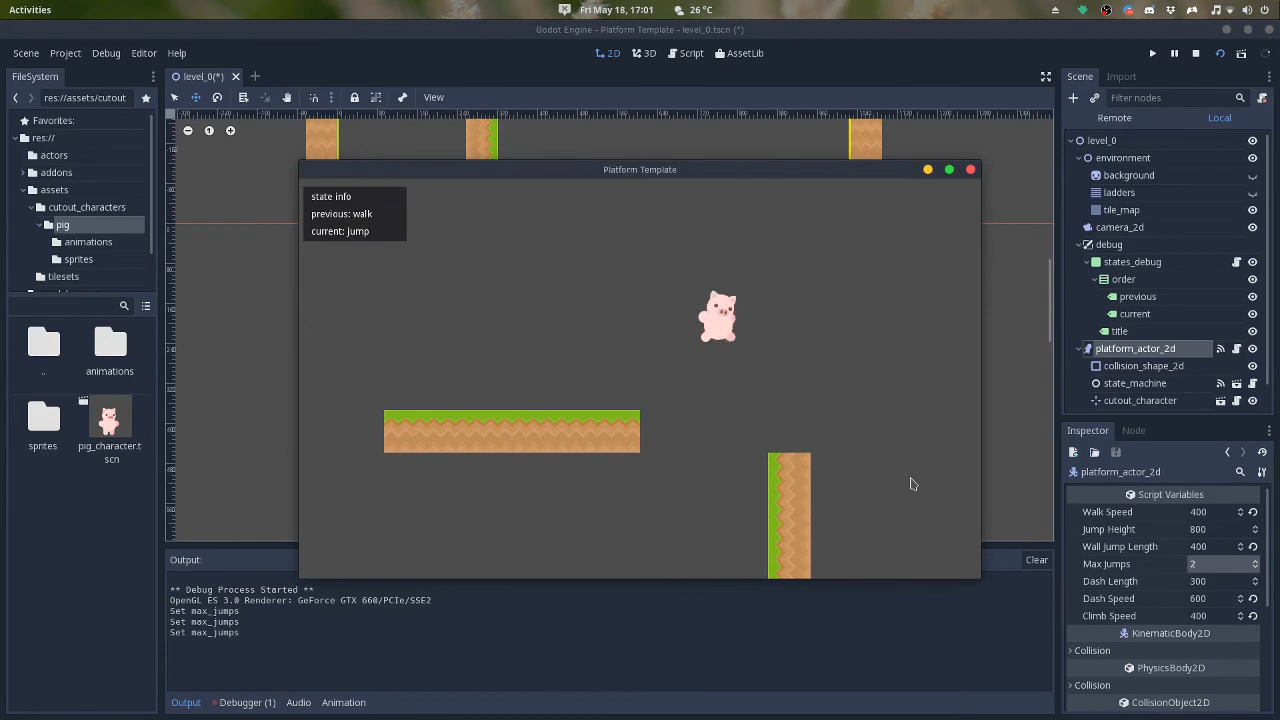 Activities
Fri May 18, 17:01
26 °C
Godot Engine - Platform Template - level_0.tscn (*)
Scene Project Debug Editor Help
2D 3D Script AssetLib
FileSystem
level_0(*)
Scene Import
res://assets/cutout
View
Filter nodes
Remote Local
Favorites:
res://
actors
addons
assets
cutout_characters
pig
animations
sprites
tilesets
..
animations
sprites
pig_character.t
scn
Platform Template
state info
previous: walk
current: jump
level_0
environment
background
ladders
tile_map
camera_2d
debug
states_debug
order
previous
current
title
platform_actor_2d
collision_shape_2d
state_machine
cutout_character
Inspector Node
platform_actor_2d
Script Variables
Walk Speed 400
Jump Height 800
Wall Jump Length 400
Max Jumps 2
Dash Length 300
Dash Speed 600
Climb Speed 400
KinematicBody2D
Collision
PhysicsBody2D
Collision
CollisionObject2D
Output:
Clear
** Debug Process Started **
OpenGL ES 3.0 Renderer: GeForce GTX 660/PCIe/SSE2
Set max_jumps
Set max_jumps
Set max_jumps
Output Debugger (1) Audio Animation